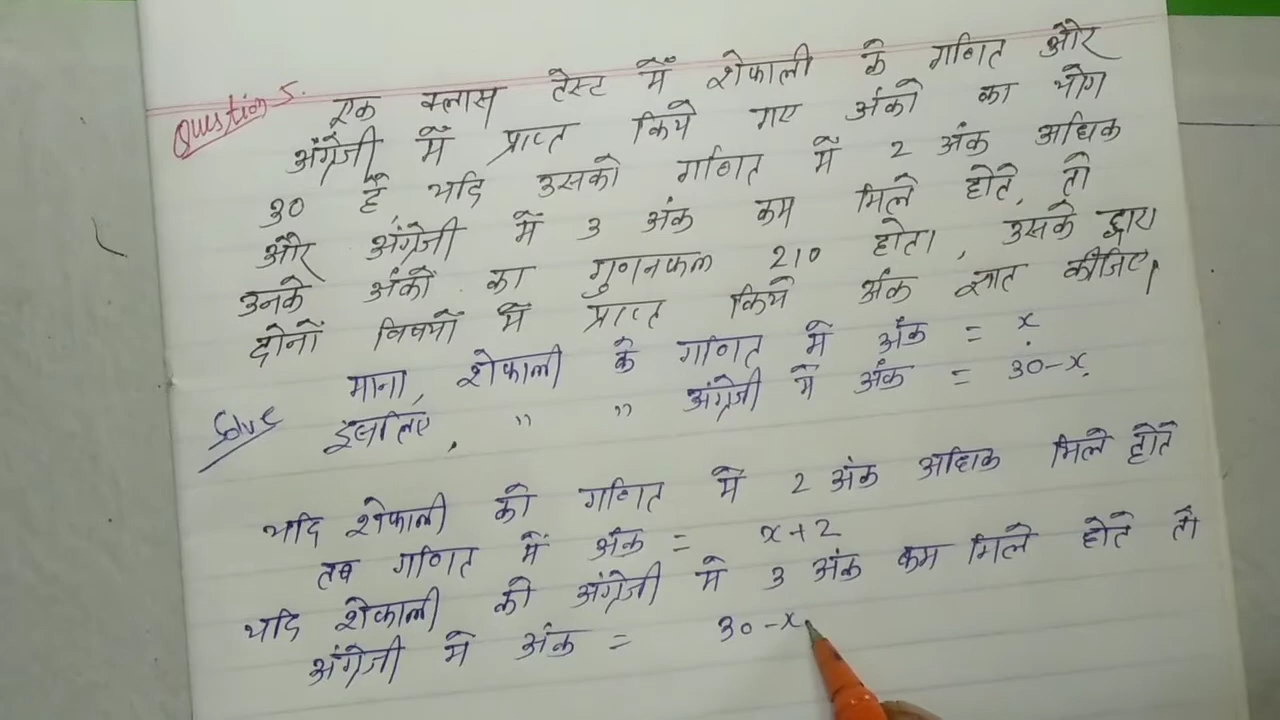 Question 5. एक क्लास टेस्ट में शेफाली के गणित और
अंग्रेजी में प्राप्त किये गए अंको का योग
30 है, यदि उसको गणित में 2 अंक अधिक
और अंग्रेजी में 3 अंक कम मिले होते, तो
उनके अंकों का गुणनफल 210 होता, उसके द्वारा
दोनों विषयों में प्राप्त किये अंक ज्ञात कीजिए।
माना, शेफाली के गणित में अंक = x
Solve इसलिए, " " अंग्रेजी में अंक = 30-x.
यदि शेफाली को गणित में 2 अंक अधिक मिले होते
तब गणित में अंक = x+2
यदि शेफाली को अंग्रेजी में 3 अंक कम मिले होते तो
अंग्रेजी में अंक = 30-x